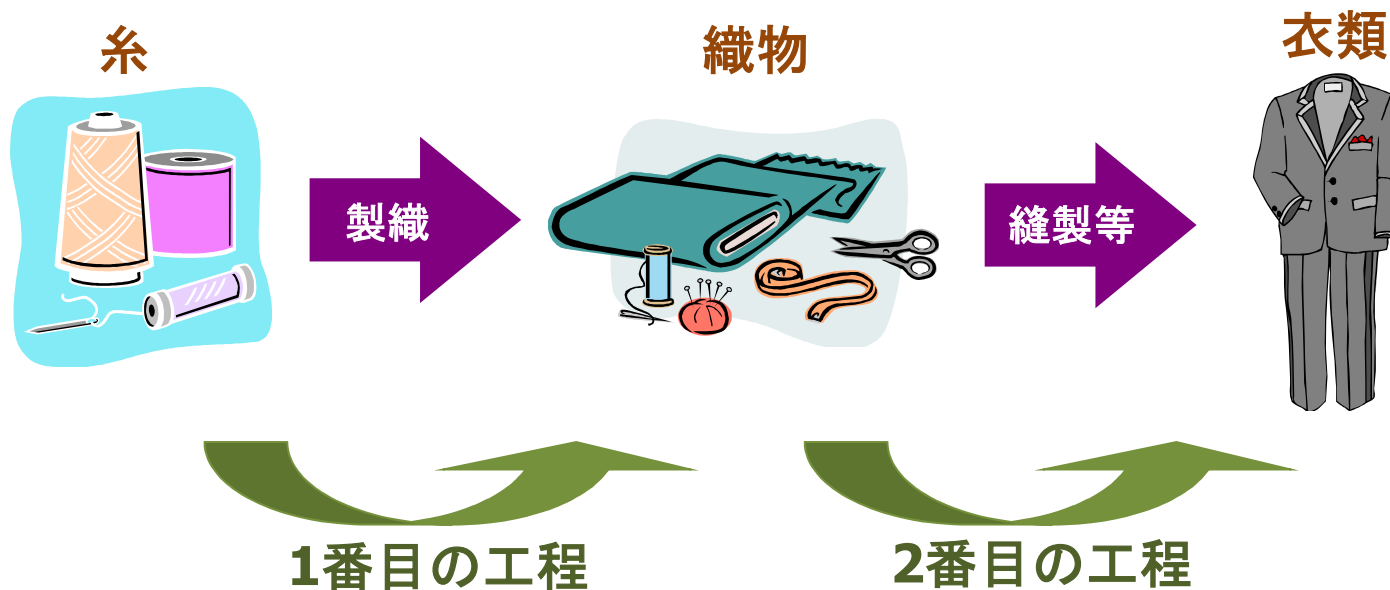 糸
織物
衣類
製織
縫製等
1番目の工程
2番目の工程